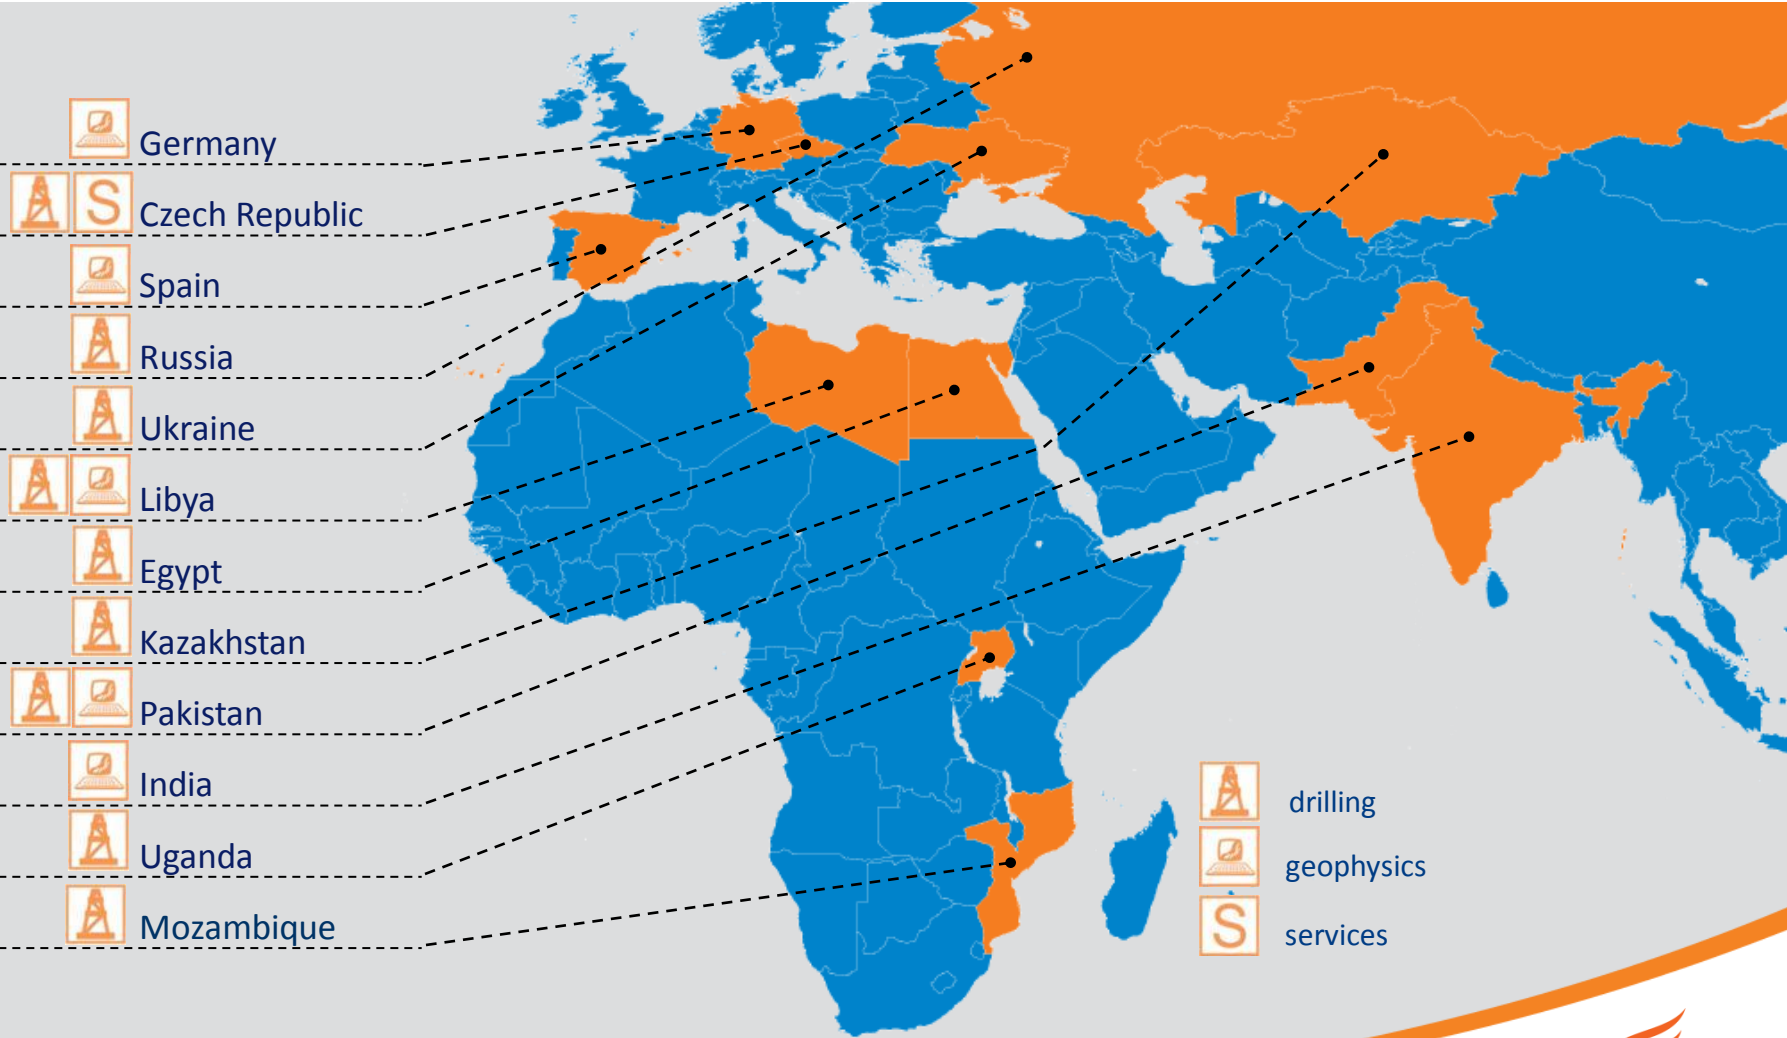 Germany
S Czech Republic
Spain
Russia
Ukraine
Libya
Egypt
Kazakhstan
Pakistan
India
Uganda
Mozambique
drilling
geophysics
S services